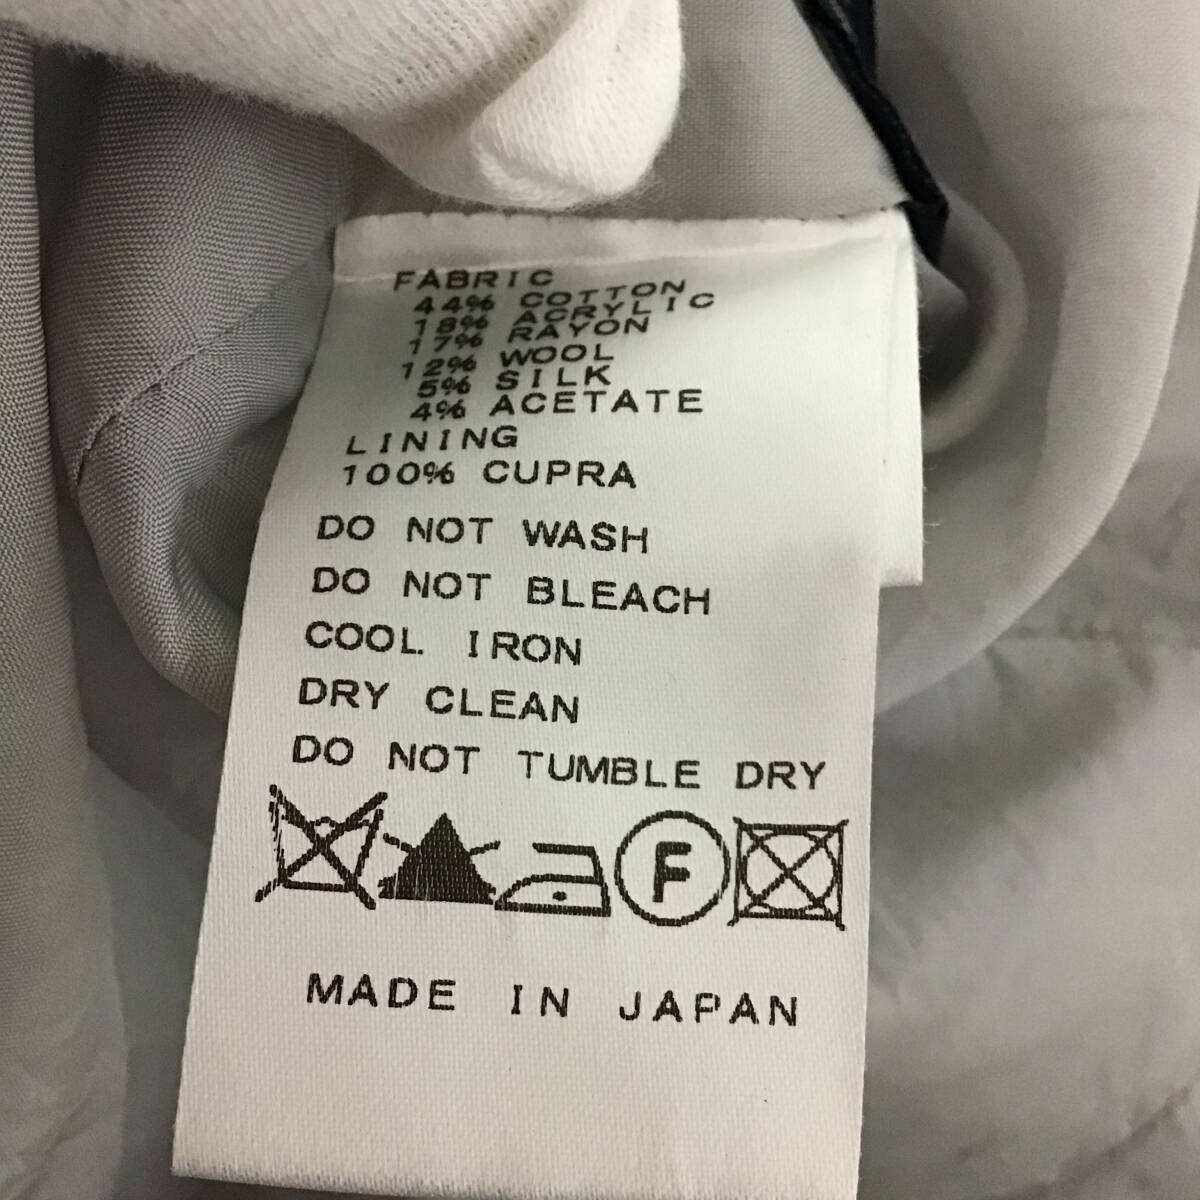 FABRIC
44% COTTON
18% ACRYLIC
17% RAYON
12% WOOL
5% SILK
4% ACETATE
LINING
100% CUPRA
DO NOT WASH
DO NOT BLEACH
COOL IRON
DRY CLEAN
DO NOT TUMBLE DRY
F
MADE IN JAPAN